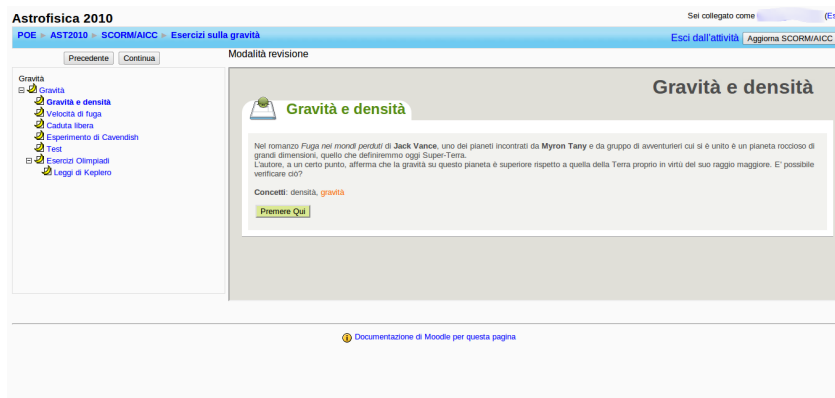 Astrofisica 2010
Sei collegato come
(Es
POE ► AST2010 ► SCORM/AICC ► Esercizi sulla gravità
Esci dall'attività Aggiorna SCORM/AICC
Precedente Continua
Modalità revisione
Gravità
Gravità
Gravità e densità
Velocità di fuga
Caduta libera
Esperimento di Cavendish
Test
Esercizi Olimpiadi
Leggi di Keplero
Gravità e densità
Gravità e densità
Nel romanzo Fuga nei mondi perduti di Jack Vance, uno dei pianeti incontrati da Myron Tany e da gruppo di avventurieri cui si è unito è un pianeta roccioso di
grandi dimensioni, quello che definiremmo oggi Super-Terra.
L'autore, a un certo punto, afferma che la gravità su questo pianeta è superiore rispetto a quella della Terra proprio in virtù del suo raggio maggiore. E' possibile
verificare ciò?
Concetti: densità, gravità
Premere Qui
Documentazione di Moodle per questa pagina